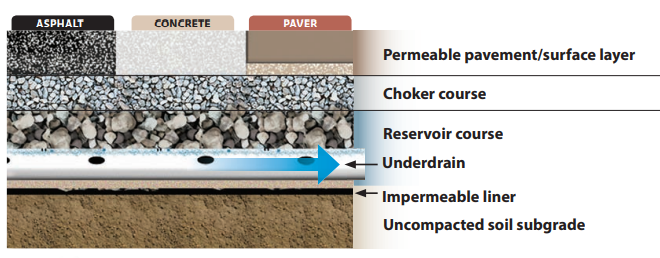 ASPHALT
CONCRETE
PAVER
Permeable pavement/surface layer
Choker course
Reservoir course
Underdrain
Impermeable liner
Uncompacted soil subgrade